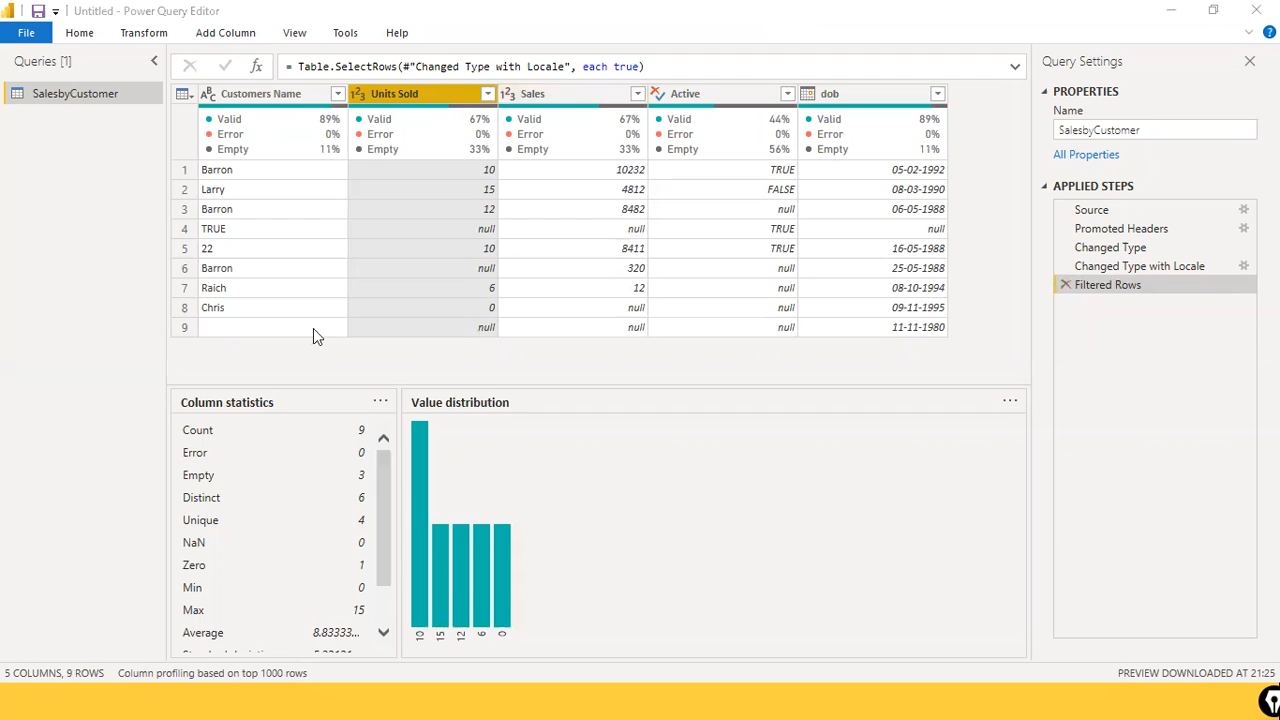 Untitled - Power Query Editor
File Home Transform Add Column View Tools Help
Queries [1]
SalesbyCustomer
fx = Table.SelectRows(#"Changed Type with Locale", each true)
ABC Customers Name 123 Units Sold 123 Sales Active dob
Valid 89% Valid 67% Valid 67% Valid 44% Valid 89%
Error 0% Error 0% Error 0% Error 0% Error 0%
Empty 11% Empty 33% Empty 33% Empty 56% Empty 11%
1 Barron 10 10232 TRUE 05-02-1992
2 Larry 15 4812 FALSE 08-03-1990
3 Barron 12 8482 null 06-05-1988
4 TRUE null null TRUE null
5 22 10 8411 TRUE 16-05-1988
6 Barron null 320 null 25-05-1988
7 Raich 6 12 null 08-10-1994
8 Chris 0 null null 09-11-1995
9 null null null 11-11-1980
Column statistics
Count 9
Error 0
Empty 3
Distinct 6
Unique 4
NaN 0
Zero 1
Min 0
Max 15
Average 8.83333...
Value distribution
10 15 12 6 0
Query Settings
PROPERTIES
Name
SalesbyCustomer
All Properties
APPLIED STEPS
Source
Promoted Headers
Changed Type
Changed Type with Locale
Filtered Rows
5 COLUMNS, 9 ROWS Column profiling based on top 1000 rows
PREVIEW DOWNLOADED AT 21:25